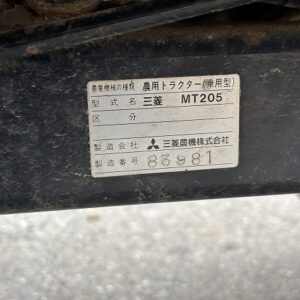 農業機械の種類 農用トラクター(乗用型)
型式名 三菱 MT205
区分
製造会社 三菱農機株式会社
製造番号 83981